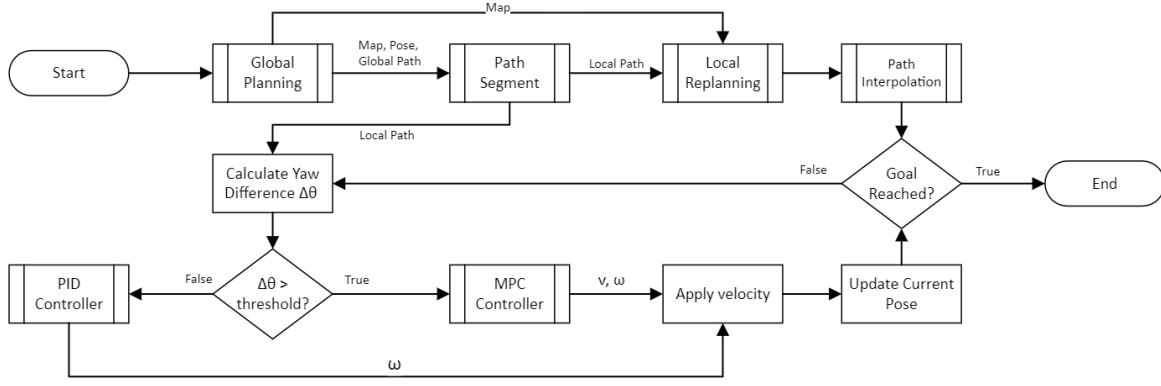 Map
Start
Global
Planning
Map, Pose,
Global Path
Path
Segment
Local Path
Local
Replanning
Path
Interpolation
Local Path
Calculate Yaw
Difference Δθ
False
Goal
Reached?
True
End
PID
Controller
False
Δθ >
threshold?
True
MPC
Controller
v, ω
Apply velocity
Update Current
Pose
ω